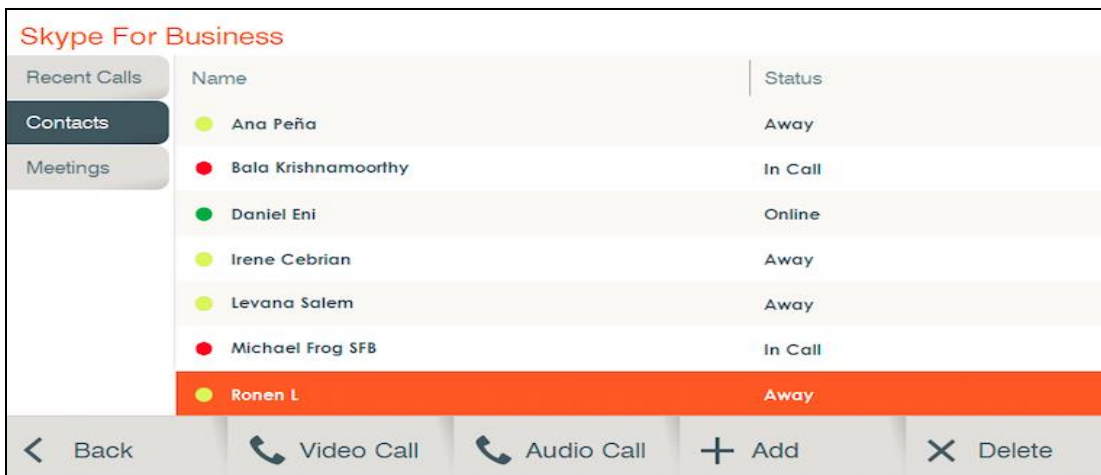 Skype For Business
Recent Calls
Name Status
Contacts
Ana Peña Away
Meetings
Bala Krishnamoorthy In Call
Daniel Eni Online
Irene Cebrian Away
Levana Salem Away
Michael Frog SFB In Call
Ronen L Away
Back Video Call Audio Call Add Delete